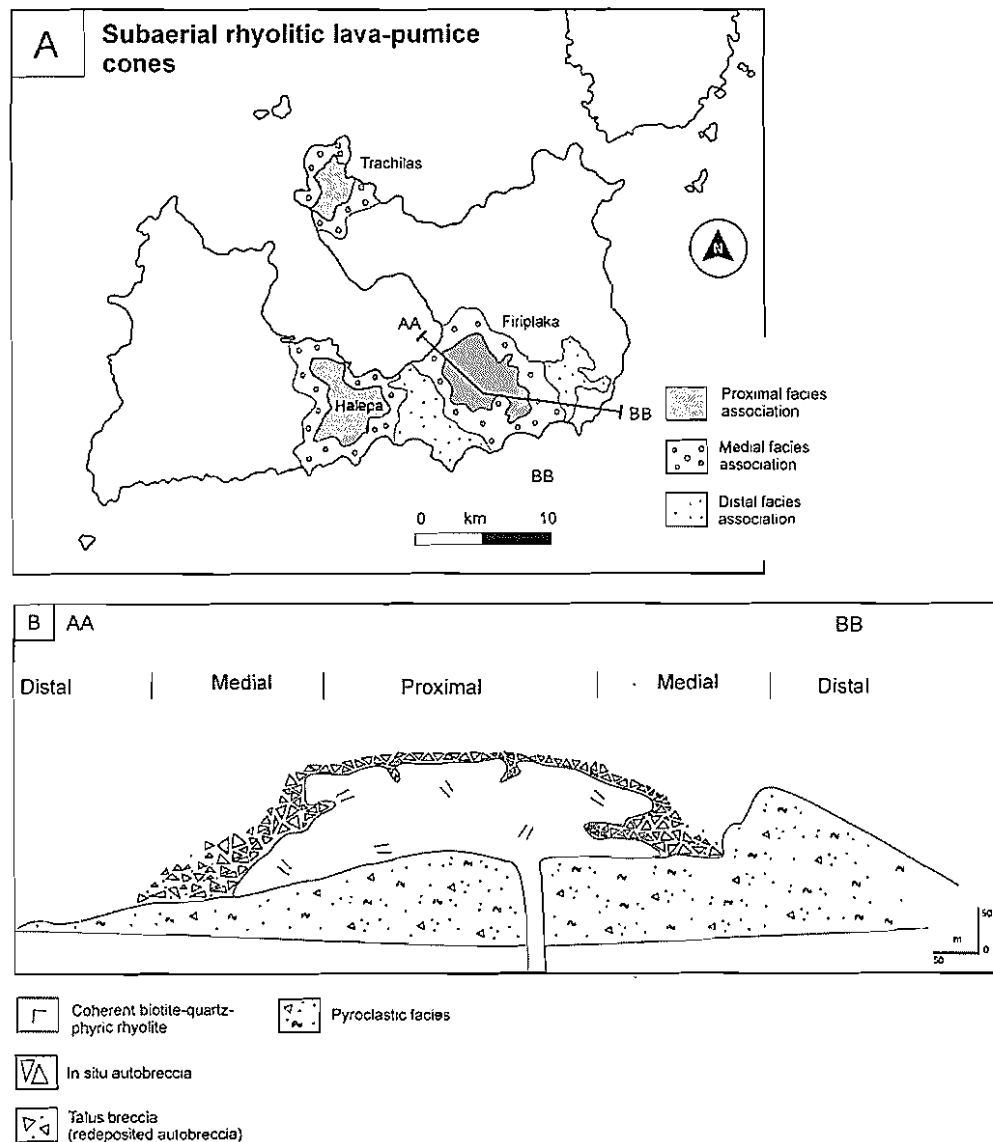 A
Subaerial rhyolitic lava-pumice
cones
Trachilas
N
AA
Firiplaka
Halepa
BB
BB
Proximal facies
association
Medial facies
association
Distal facies
association
0 km 10
B AA BB
Distal Medial Proximal Medial Distal
50
m
0
50
Coherent biotite-quartz-
phyric rhyolite
Pyroclastic facies
In situ autobreccia
Talus breccia
(redeposited autobreccia)